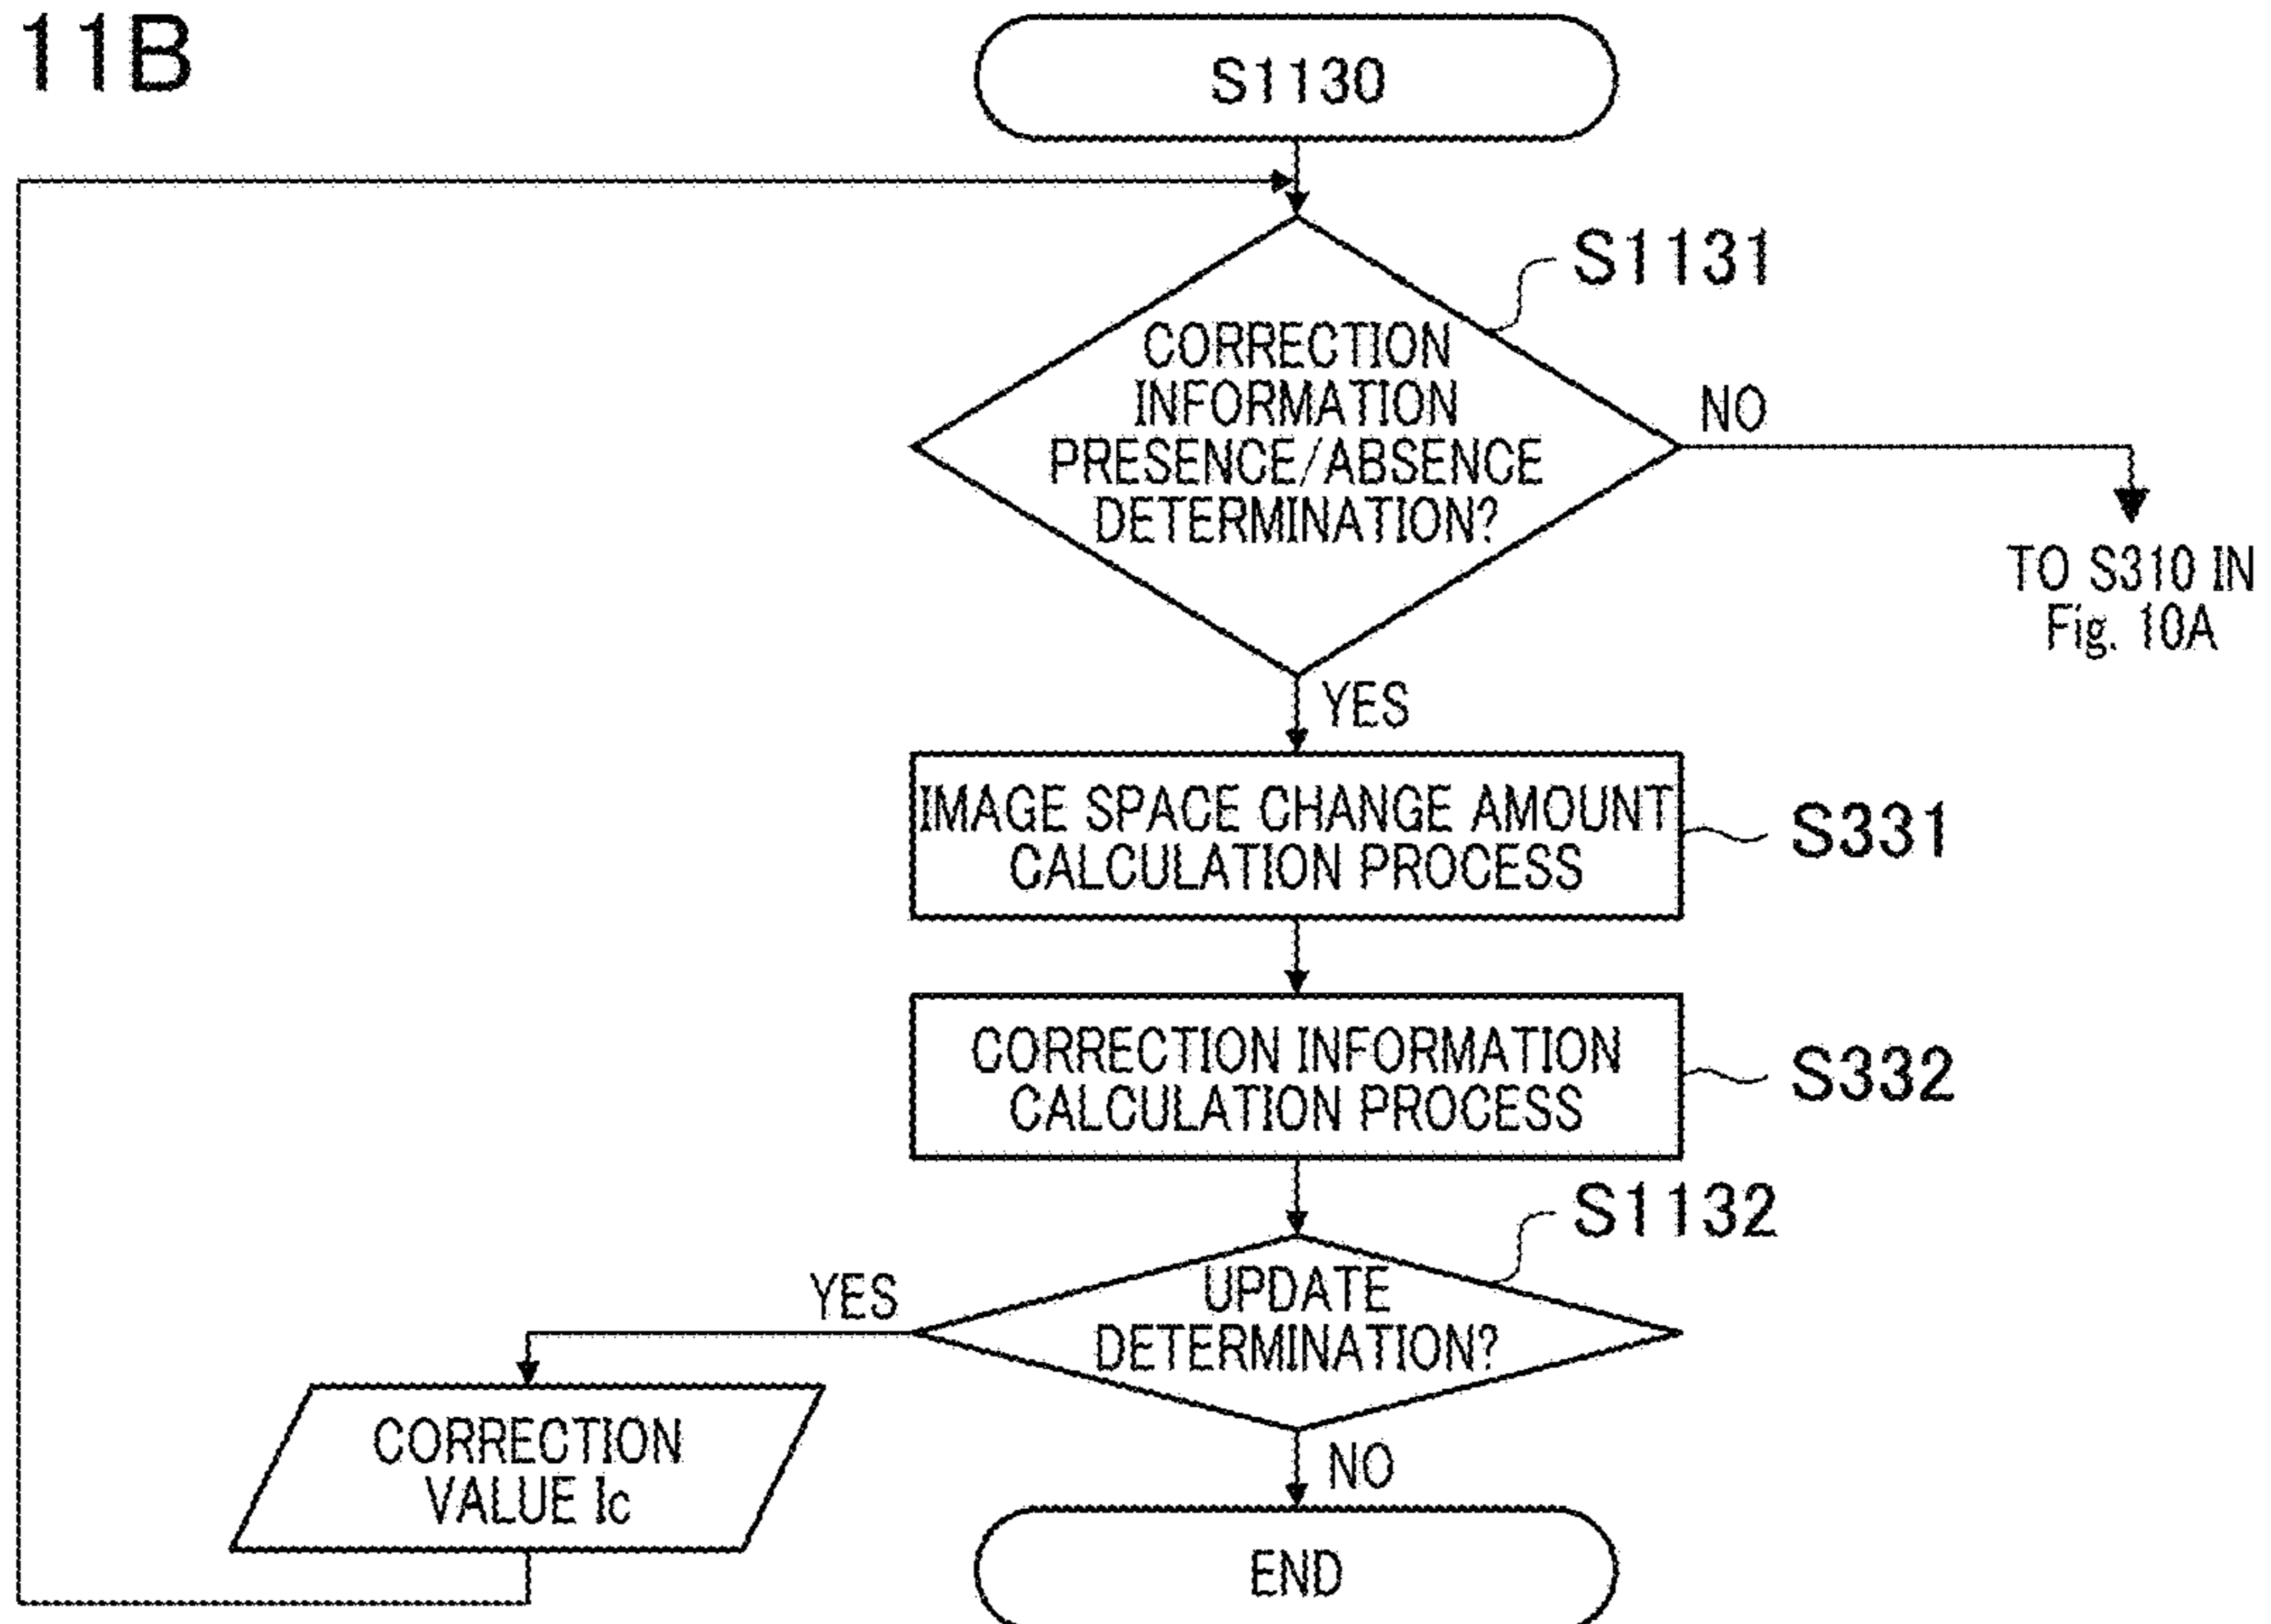 11B
S1130
S1131
CORRECTION
INFORMATION
PRESENCE/ABSENCE
DETERMINATION?
NO
TO S310 IN
Fig. 10A
YES
IMAGE SPACE CHANGE AMOUNT
CALCULATION PROCESS
S331
CORRECTION INFORMATION
CALCULATION PROCESS
S332
S1132
UPDATE
DETERMINATION?
YES
CORRECTION
VALUE Ic
NO
END